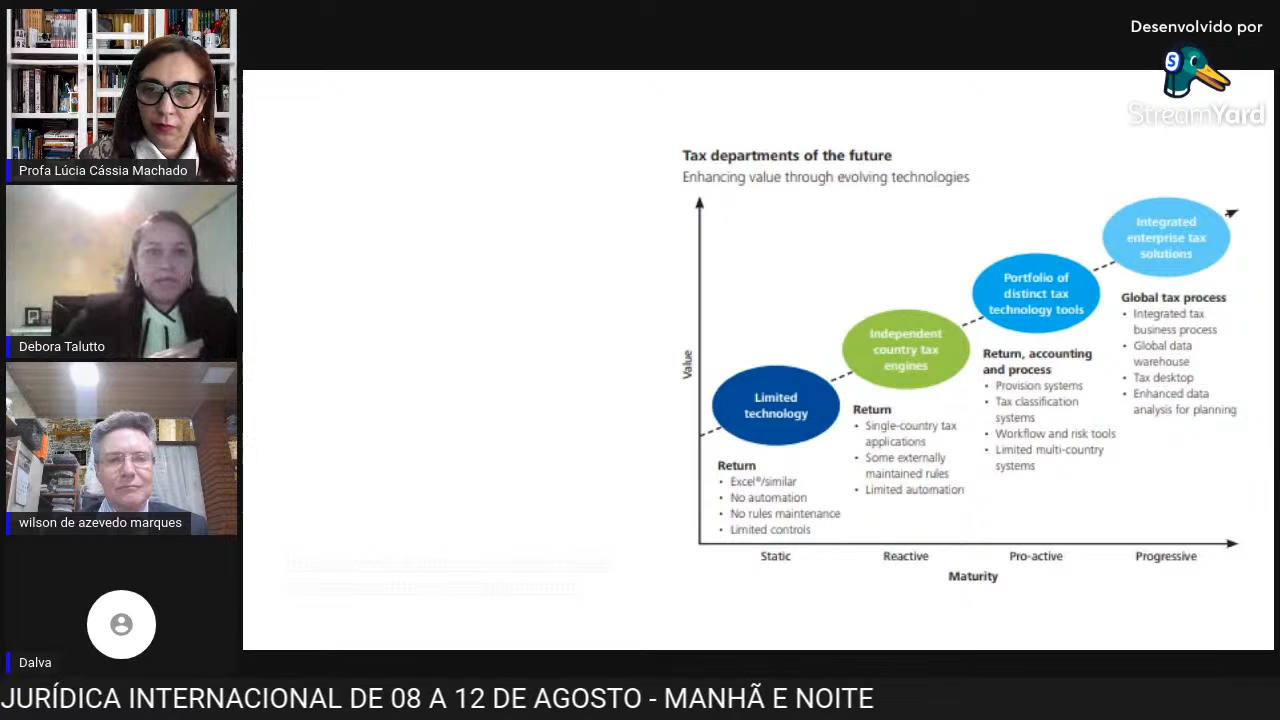 Desenvolvido por
S
StreamYard
Profa Lúcia Cássia Machado
Debora Talutto
wilson de azevedo marques
Dalva
Tax departments of the future
Enhancing value through evolving technologies
Value
Limited
technology
Return
• Excel®/similar
• No automation
• No rules maintenance
• Limited controls
Independent
country tax
engines
Return
• Single-country tax
applications
• Some externally
maintained rules
• Limited automation
Portfolio of
distinct tax
technology tools
Return, accounting
and process
• Provision systems
• Tax classification
systems
• Workflow and risk tools
• Limited multi-country
systems
Integrated
enterprise tax
solutions
Global tax process
• Integrated tax
business process
• Global data
warehouse
• Tax desktop
• Enhanced data
analysis for planning
Static
Reactive
Pro-active
Progressive
Maturity
JURÍDICA INTERNACIONAL DE 08 A 12 DE AGOSTO - MANHÃ E NOITE